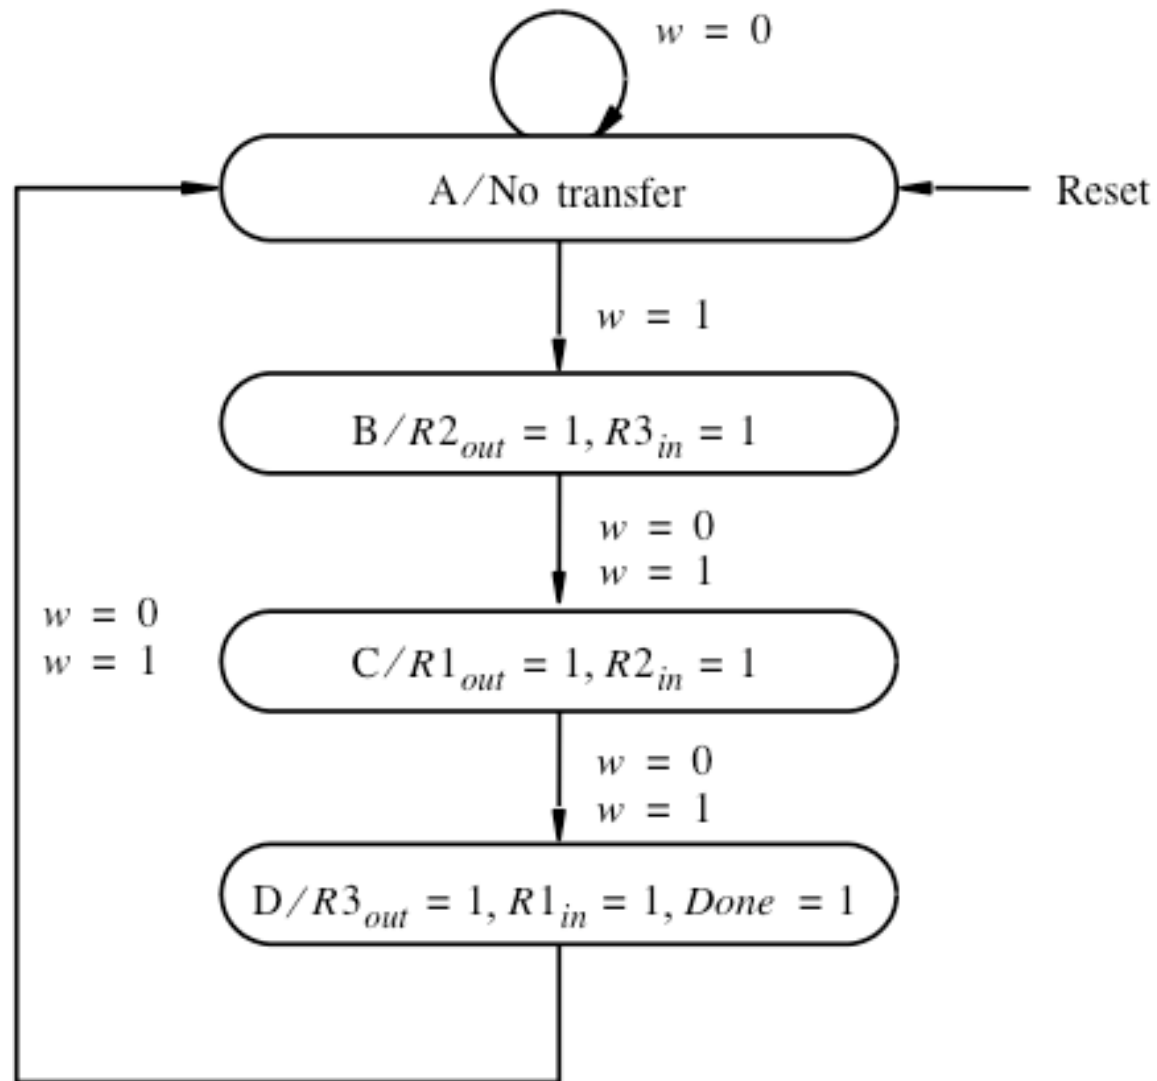 w = 0
A/No transfer
Reset
w = 1
B/R2out = 1, R3in = 1
w = 0
w = 1
w = 0
w = 1
C/R1out = 1, R2in = 1
w = 0
w = 1
D/R3out = 1, R1in = 1, Done = 1